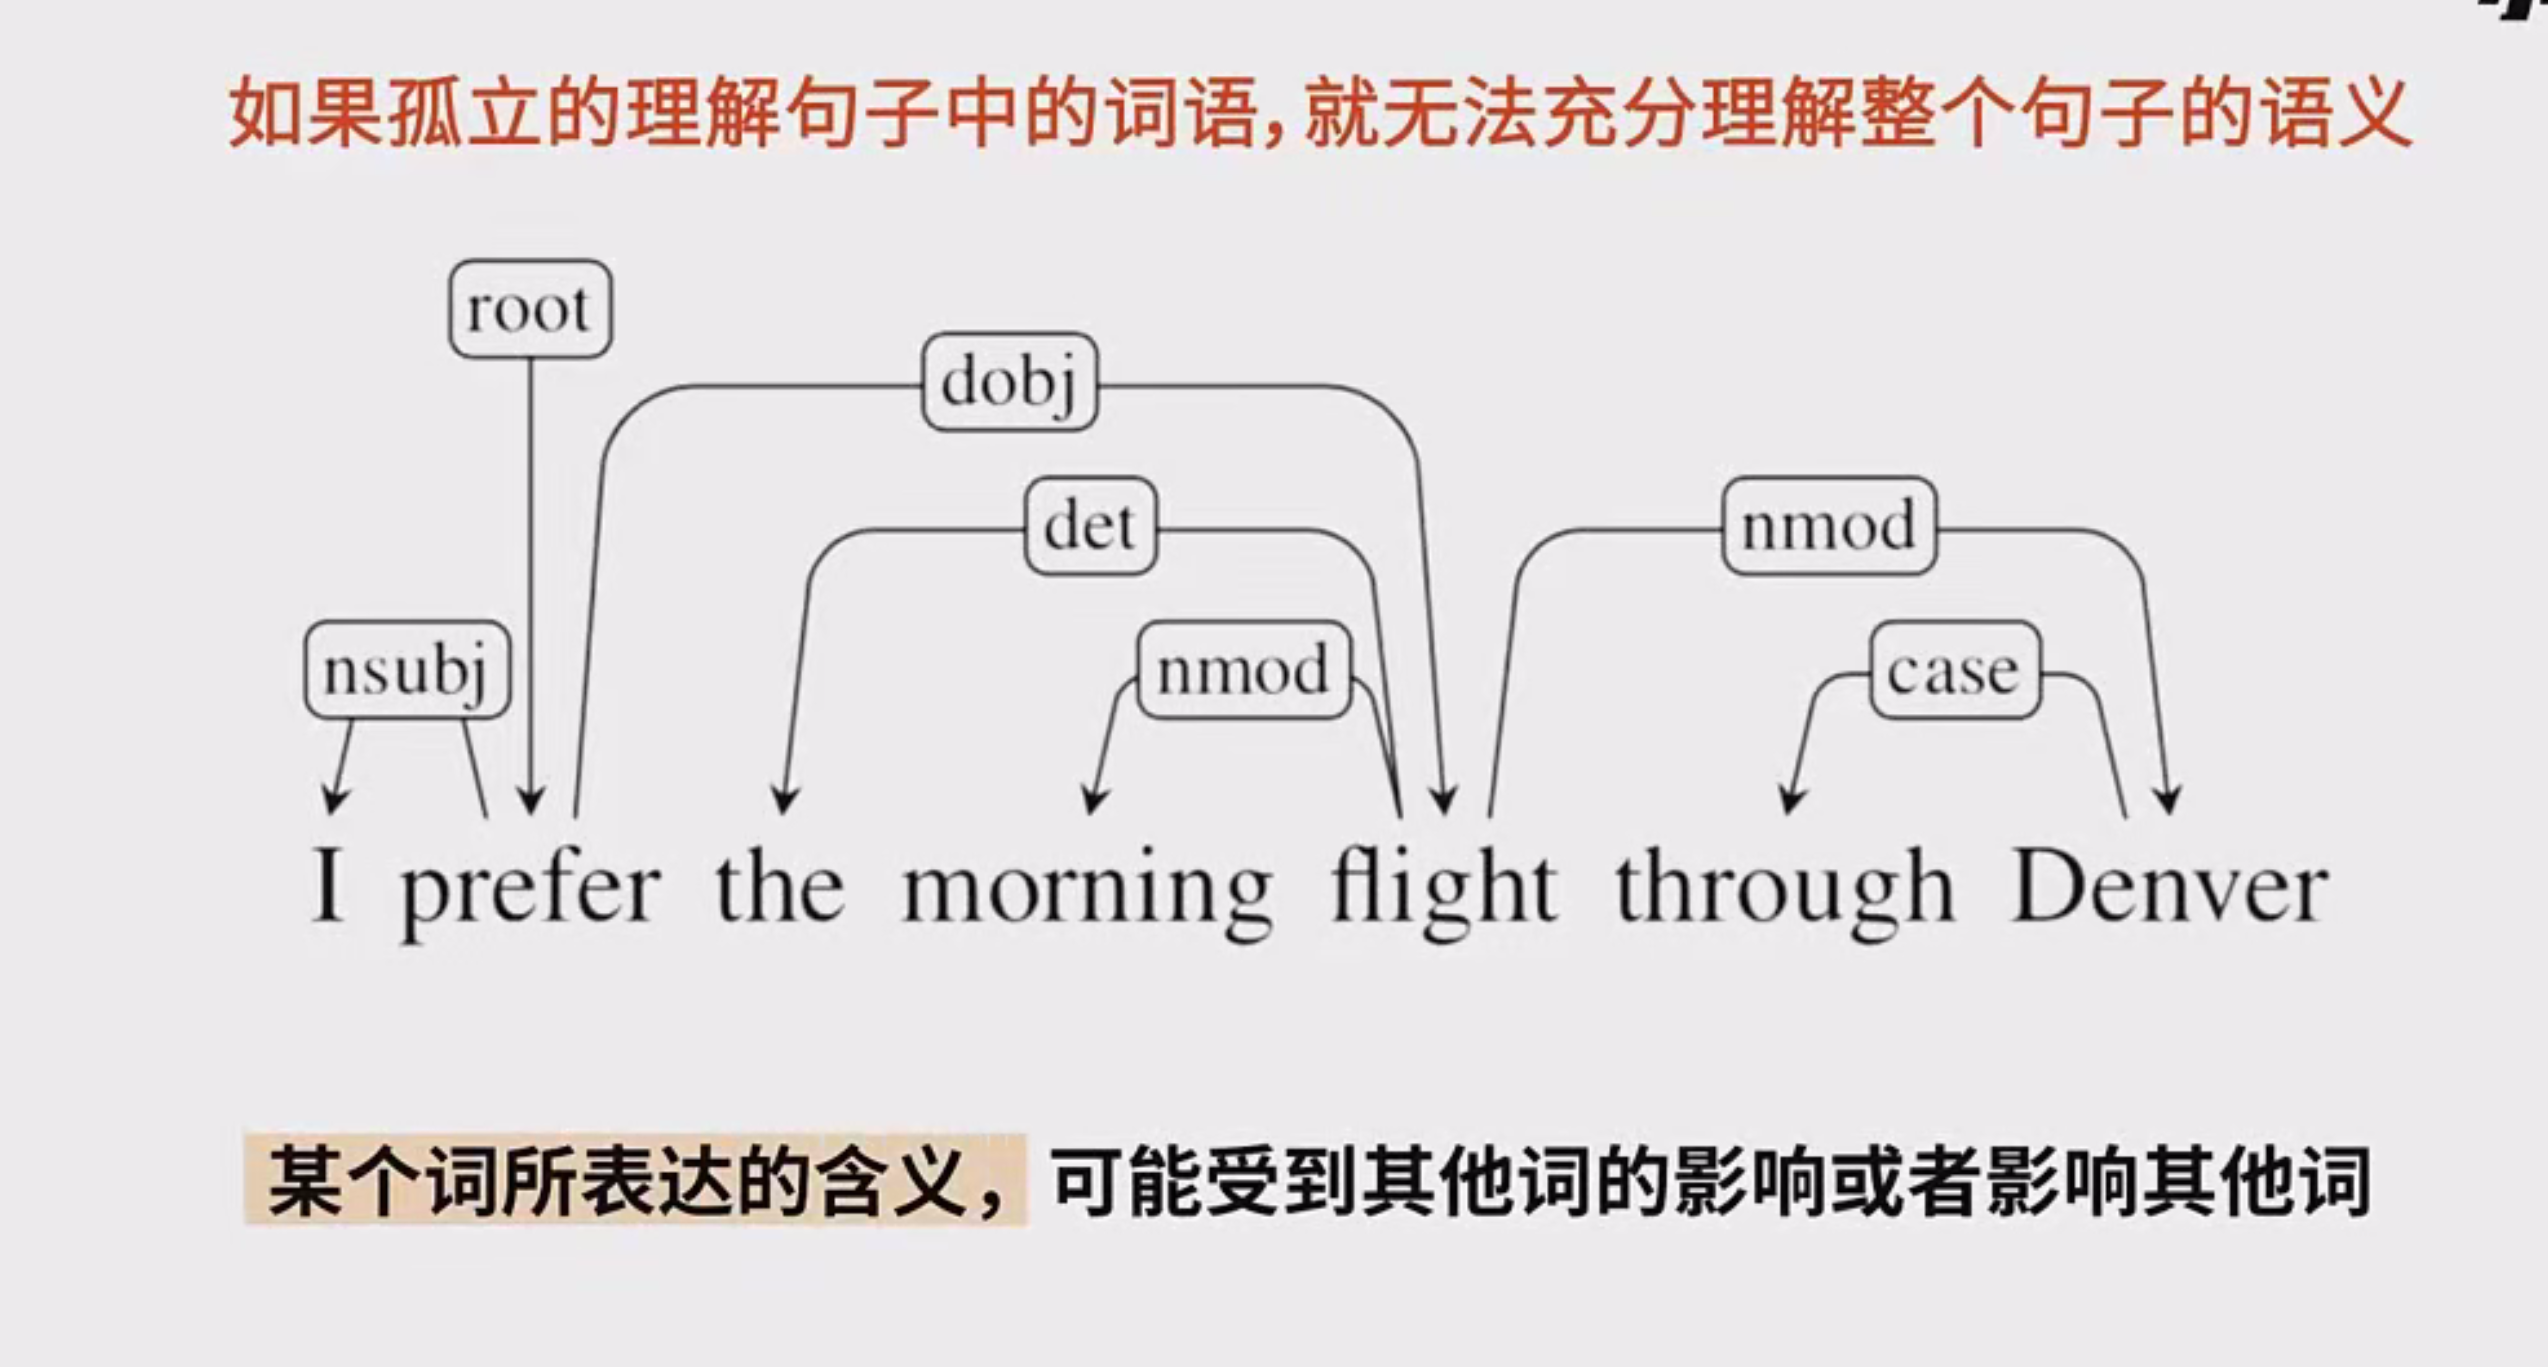 如果孤立的理解句子中的词语,就无法充分理解整个句子的语义
root
dobj
det
nmod
nsubj
nmod
case
I prefer the morning flight through Denver
某个词所表达的含义，可能受到其他词的影响或者影响其他词